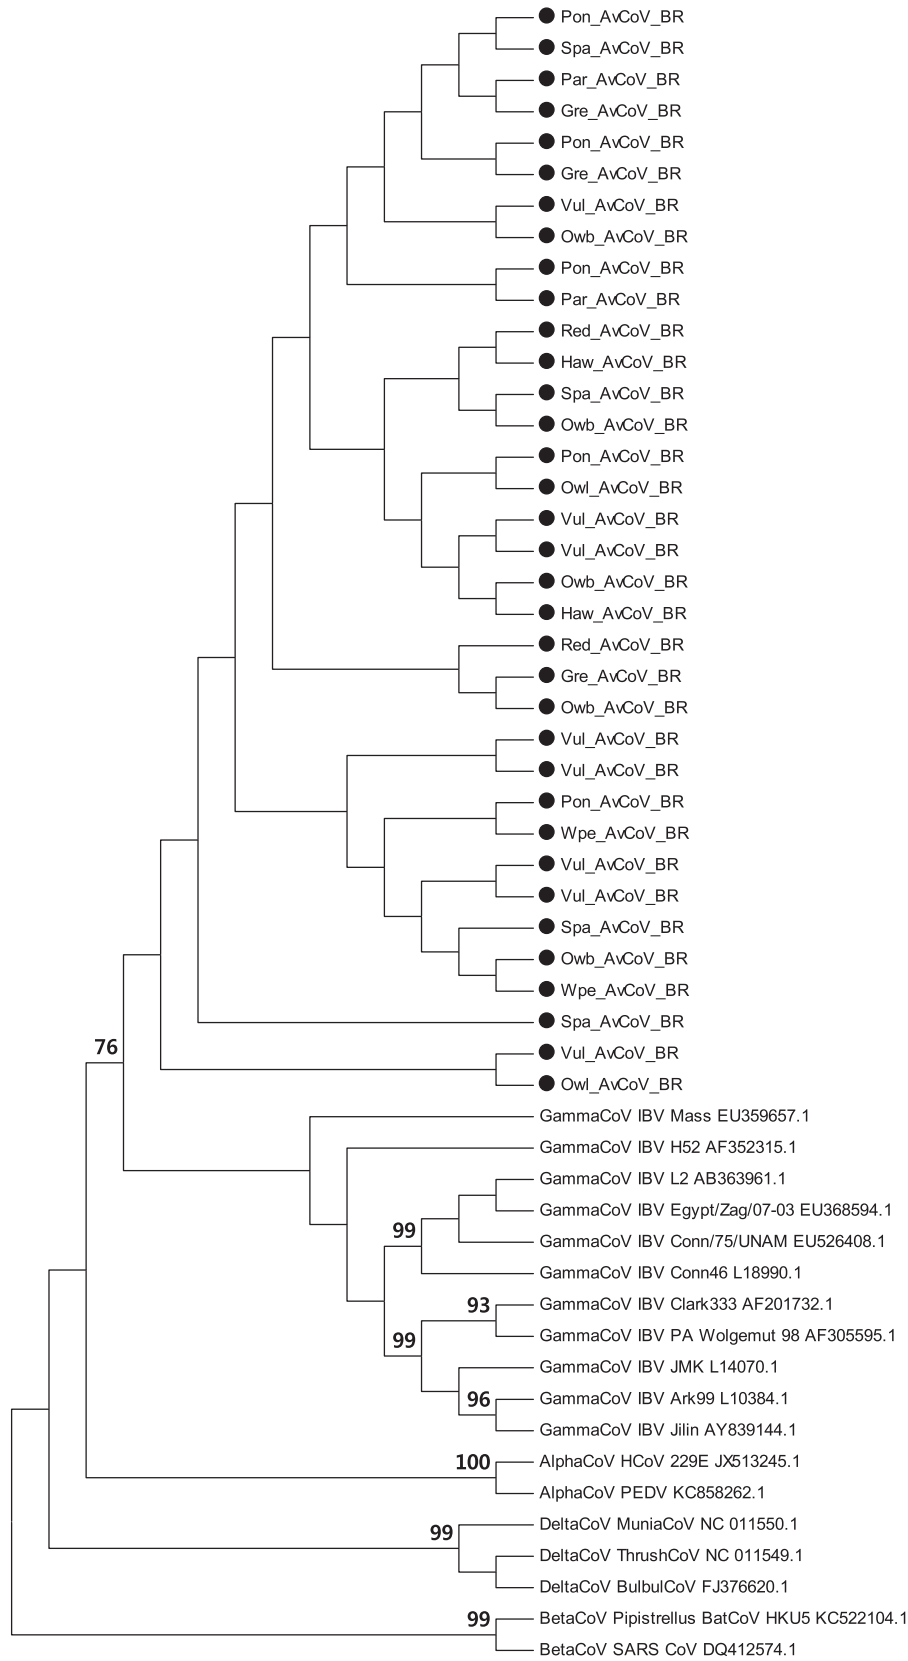 Pon_AvCoV_BR
Spa_AvCoV_BR
Par_AvCoV_BR
Gre_AvCoV_BR
Pon_AvCoV_BR
Gre_AvCoV_BR
Vul_AvCoV_BR
Owb_AvCoV_BR
Pon_AvCoV_BR
Par_AvCoV_BR
Red_AvCoV_BR
Haw_AvCoV_BR
Spa_AvCoV_BR
Owb_AvCoV_BR
Pon_AvCoV_BR
Owl_AvCoV_BR
Vul_AvCoV_BR
Vul_AvCoV_BR
Owb_AvCoV_BR
Haw_AvCoV_BR
Red_AvCoV_BR
Gre_AvCoV_BR
Owb_AvCoV_BR
Vul_AvCoV_BR
Vul_AvCoV_BR
Pon_AvCoV_BR
Wpe_AvCoV_BR
Vul_AvCoV_BR
Vul_AvCoV_BR
Spa_AvCoV_BR
Owb_AvCoV_BR
Wpe_AvCoV_BR
Spa_AvCoV_BR
76
Vul_AvCoV_BR
Owl_AvCoV_BR
GammaCoV IBV Mass EU359657.1
GammaCoV IBV H52 AF352315.1
GammaCoV IBV L2 AB363961.1
GammaCoV IBV Egypt/Zag/07-03 EU368594.1
99
GammaCoV IBV Conn/75/UNAM EU526408.1
GammaCoV IBV Conn46 L18990.1
93
GammaCoV IBV Clark333 AF201732.1
GammaCoV IBV PA Wolgemut 98 AF305595.1
99
GammaCoV IBV JMK L14070.1
96
GammaCoV IBV Ark99 L10384.1
GammaCoV IBV Jilin AY839144.1
100
AlphaCoV HCoV 229E JX513245.1
AlphaCoV PEDV KC858262.1
DeltaCoV MuniaCoV NC 011550.1
99
DeltaCoV ThrushCoV NC 011549.1
DeltaCoV BulbulCoV FJ376620.1
99
BetaCoV Pipistrellus BatCoV HKU5 KC522104.1
BetaCoV SARS CoV DQ412574.1